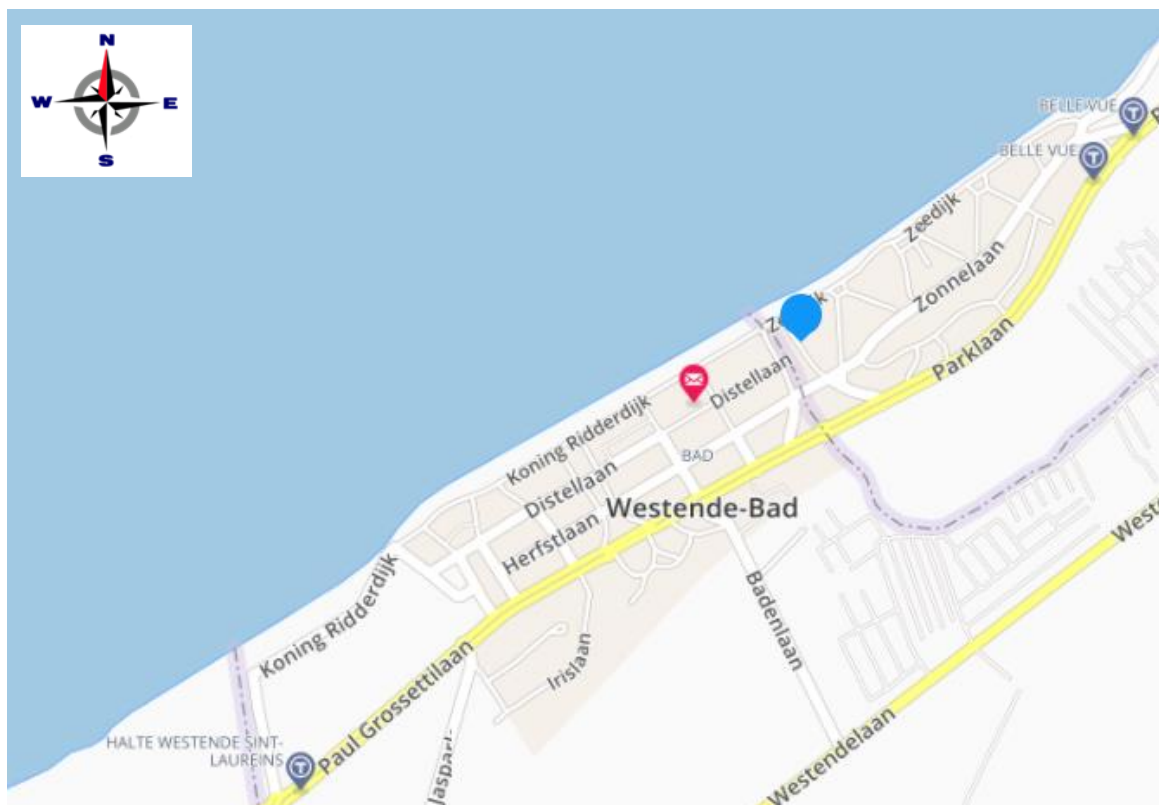 N
W E
S
BELLE-VUE
BELLE VUE
Zeedijk
Zonnelaan
Parklaan
Distellaan
Koning Ridderdijk
BAD
Distellaan
Westende-Bad
Herfstlaan
Koning Ridderdijk
Badenlaan
Irislaan
Paul Grossettilaan
HALTE WESTENDE SINT-
LAUREINS
Westendelaan